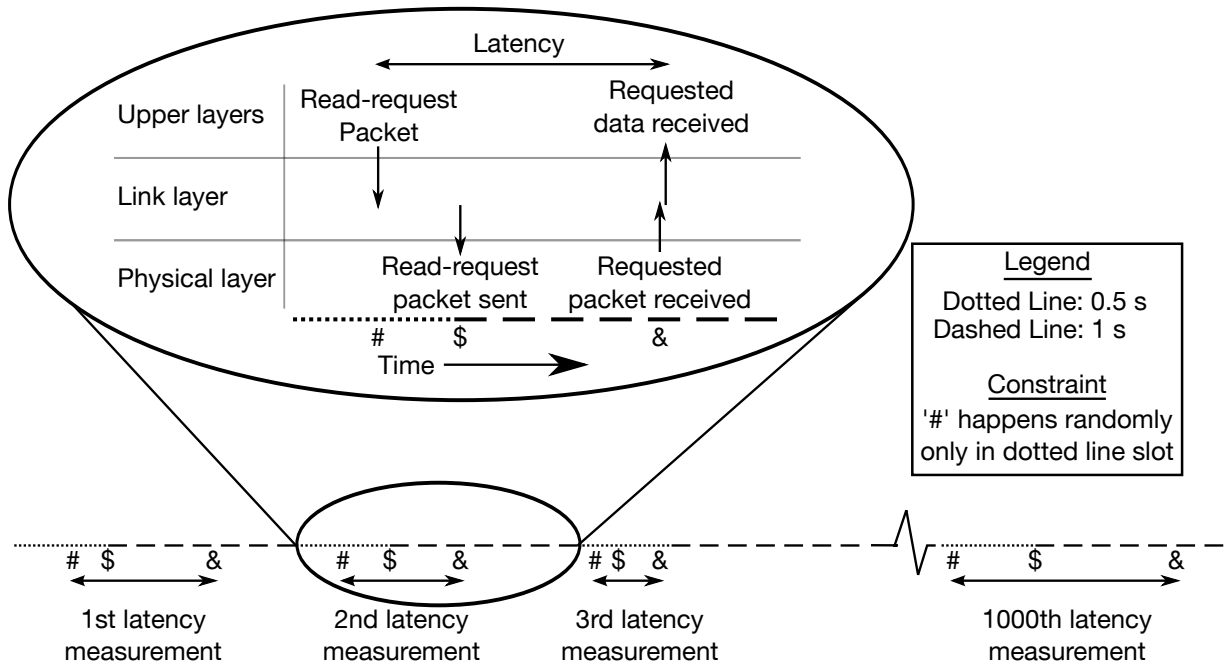 Latency
Upper layers
Read-request
Packet
Requested
data received
Link layer
Physical layer
Read-request
packet sent
Requested
packet received
# $ &
Time
Legend
Dotted Line: 0.5 s
Dashed Line: 1 s
Constraint
'#' happens randomly
only in dotted line slot
# $ & # $ & # $ & # $ &
1st latency
measurement
2nd latency
measurement
3rd latency
measurement
1000th latency
measurement